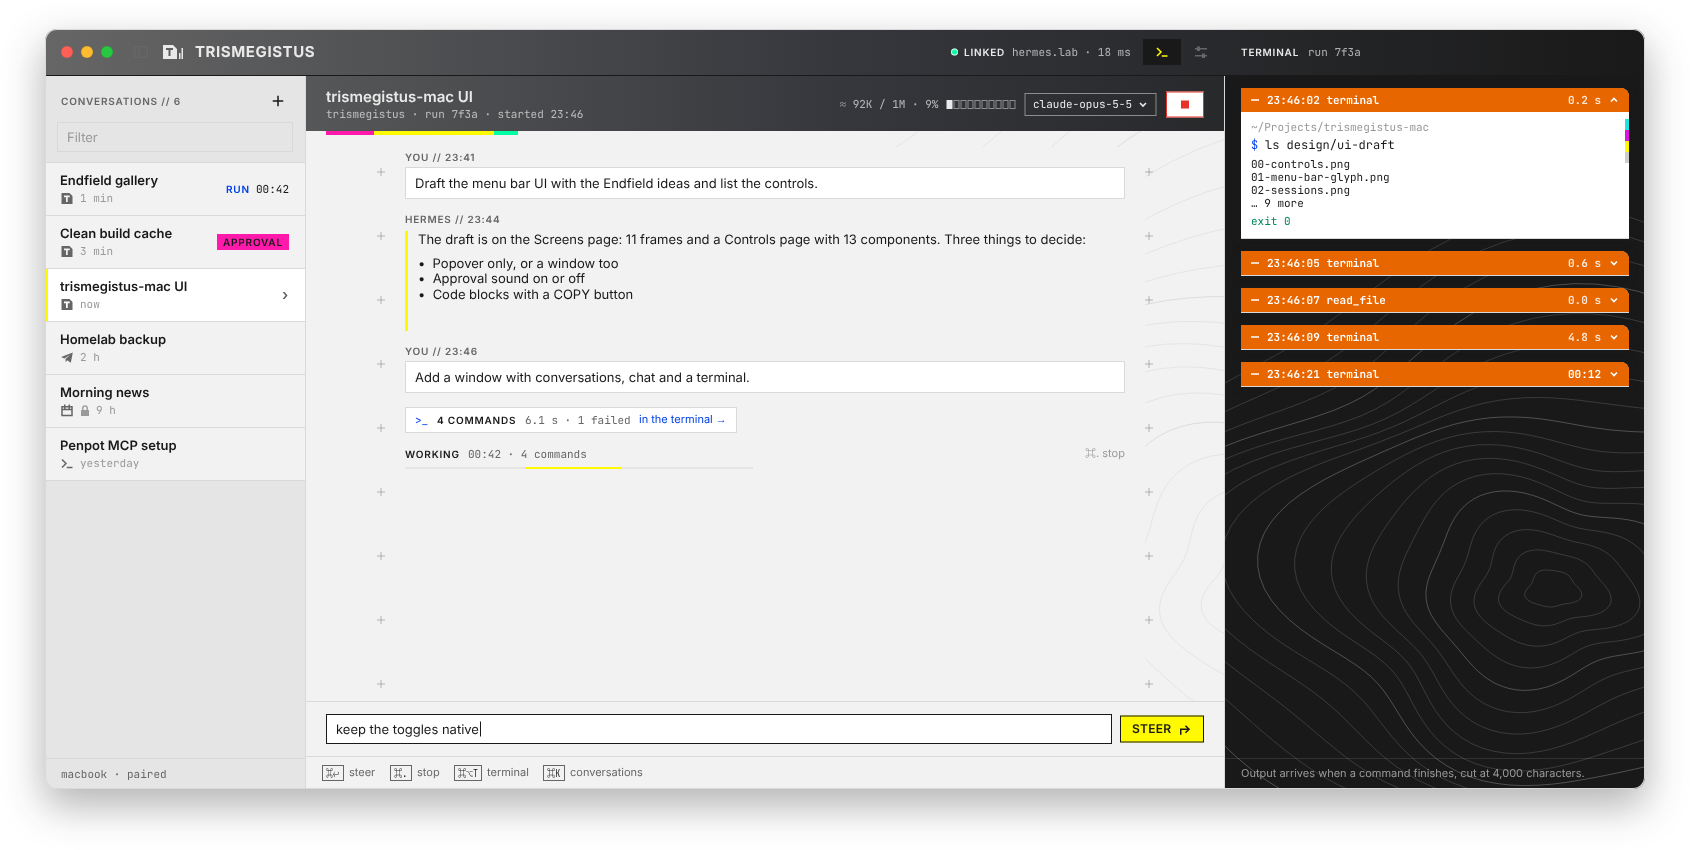 TRISMEGISTUS
LINKED hermes.lab · 18 ms
TERMINAL run 7f3a
CONVERSATIONS // 6
Filter
Endfield gallery
1 min
RUN 00:42
Clean build cache
3 min
APPROVAL
trismegistus-mac UI
now
Homelab backup
2 h
Morning news
9 h
Penpot MCP setup
yesterday
macbook · paired
trismegistus-mac UI
trismegistus · run 7f3a · started 23:46
≈ 92K / 1M · 9%
claude-opus-5-5
YOU // 23:41
Draft the menu bar UI with the Endfield ideas and list the controls.
HERMES // 23:44
The draft is on the Screens page: 11 frames and a Controls page with 13 components. Three things to decide:
• Popover only, or a window too
• Approval sound on or off
• Code blocks with a COPY button
YOU // 23:46
Add a window with conversations, chat and a terminal.
>_ 4 COMMANDS 6.1 s · 1 failed in the terminal →
WORKING 00:42 · 4 commands
⌘. stop
keep the toggles native
STEER
⌘↩ steer ⌘. stop ⌘⌥T terminal ⌘K conversations
23:46:02 terminal 0.2 s
~/Projects/trismegistus-mac
$ ls design/ui-draft
00-controls.png
01-menu-bar-glyph.png
02-sessions.png
… 9 more
exit 0
23:46:05 terminal 0.6 s
23:46:07 read_file 0.0 s
23:46:09 terminal 4.8 s
23:46:21 terminal 00:12
Output arrives when a command finishes, cut at 4,000 characters.